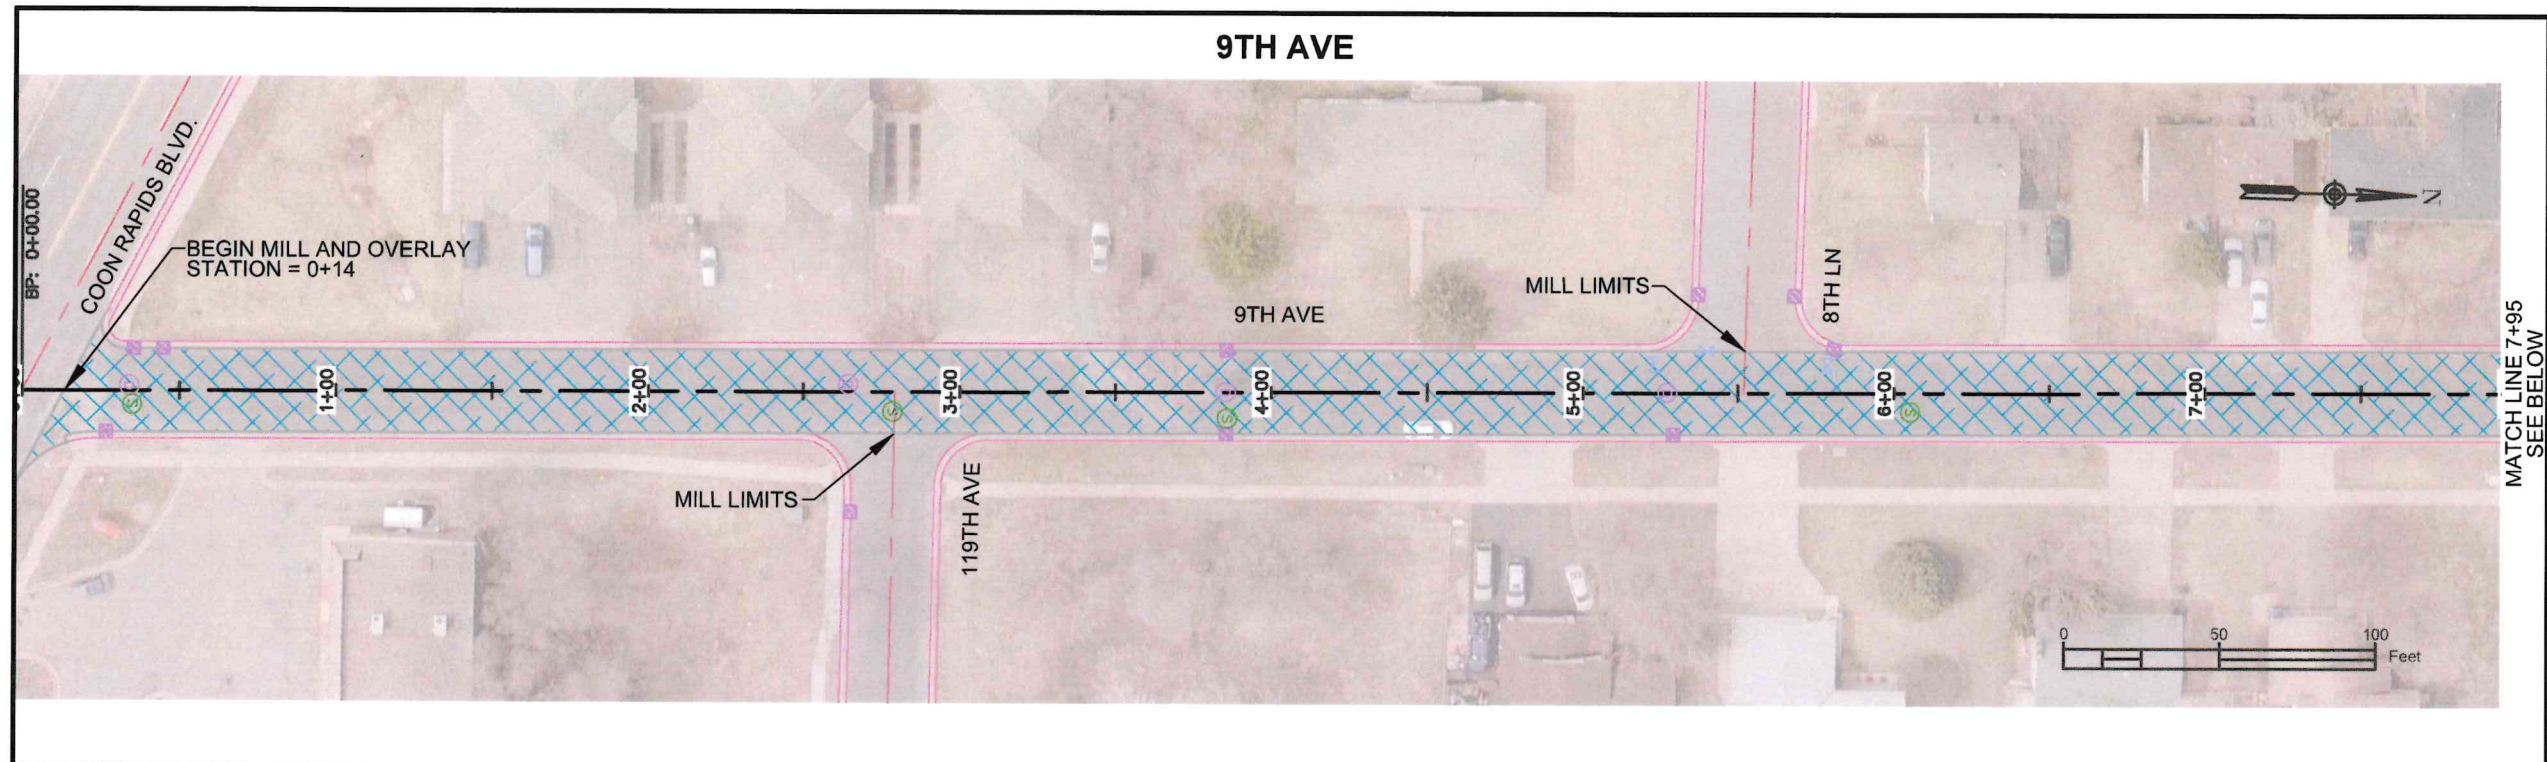 9TH AVE
COON RAPIDS BLVD.
BP: 0+00.00
BEGIN MILL AND OVERLAY
STATION = 0+14
9TH AVE
MILL LIMITS
8TH LN
N
1+00
2+00
3+00
4+00
5+00
6+00
7+00
S
S
S
S
MILL LIMITS
119TH AVE
MATCH LINE 7+95
SEE BELOW
0 50 100
Feet